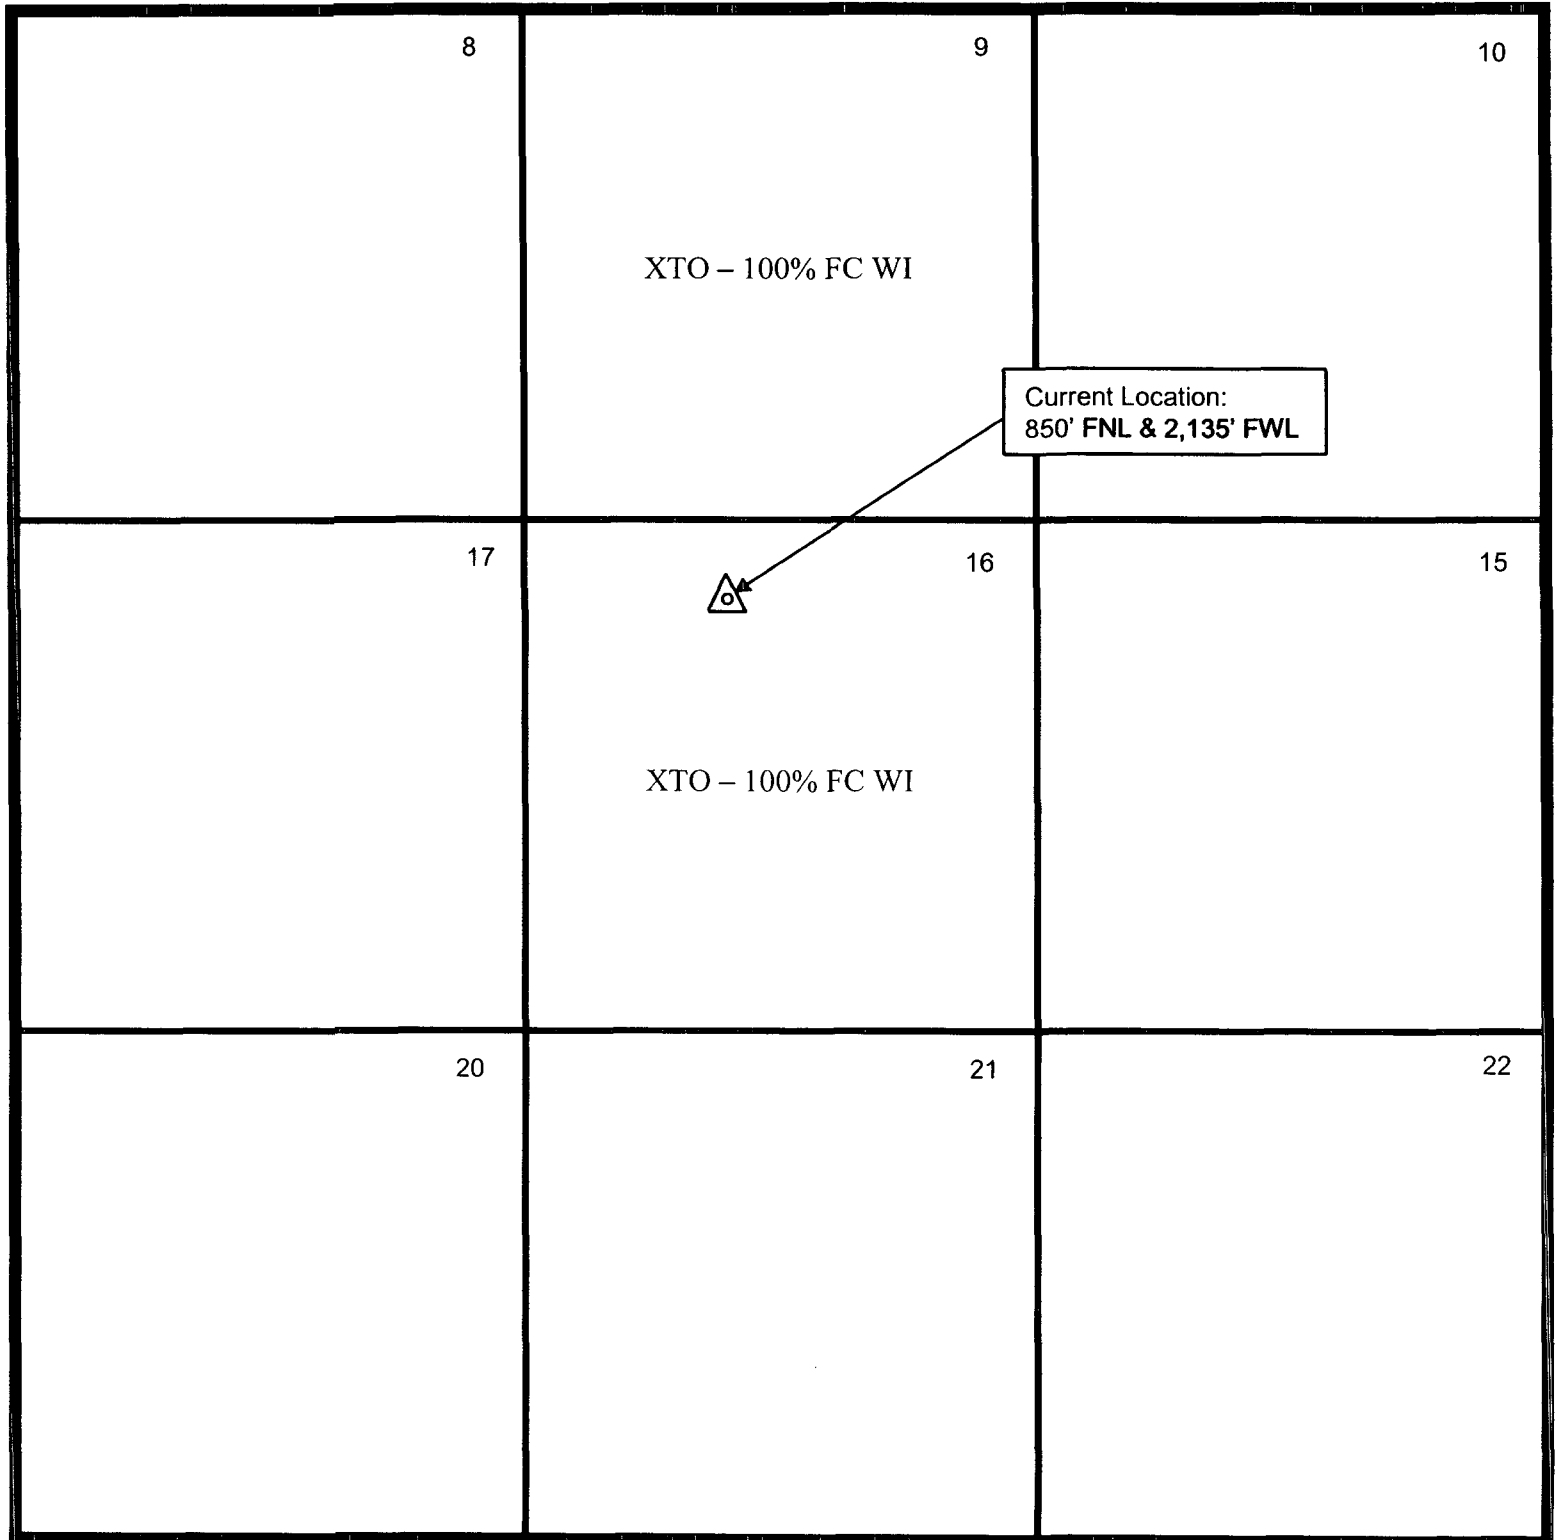 8
9
10
XTO – 100% FC WI
Current Location:
850' FNL & 2,135' FWL
17
16
15
XTO – 100% FC WI
20
21
22